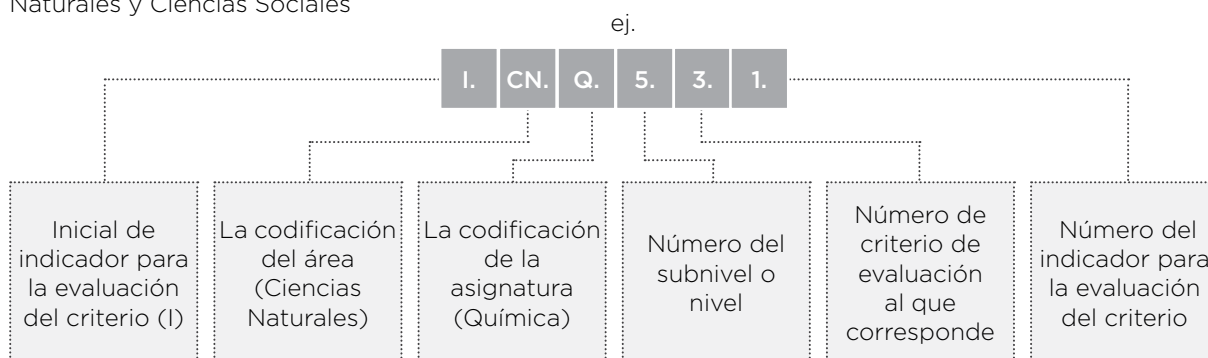 Naturales y Ciencias Sociales
ej.
I. CN. Q. 5. 3. 1.
Inicial de
indicador para
la evaluación
del criterio (I)
La codificación
del área
(Ciencias
Naturales)
La codificación
de la
asignatura
(Química)
Número del
subnivel o
nivel
Número de
criterio de
evaluación
al que
corresponde
Número del
indicador para
la evaluación
del criterio